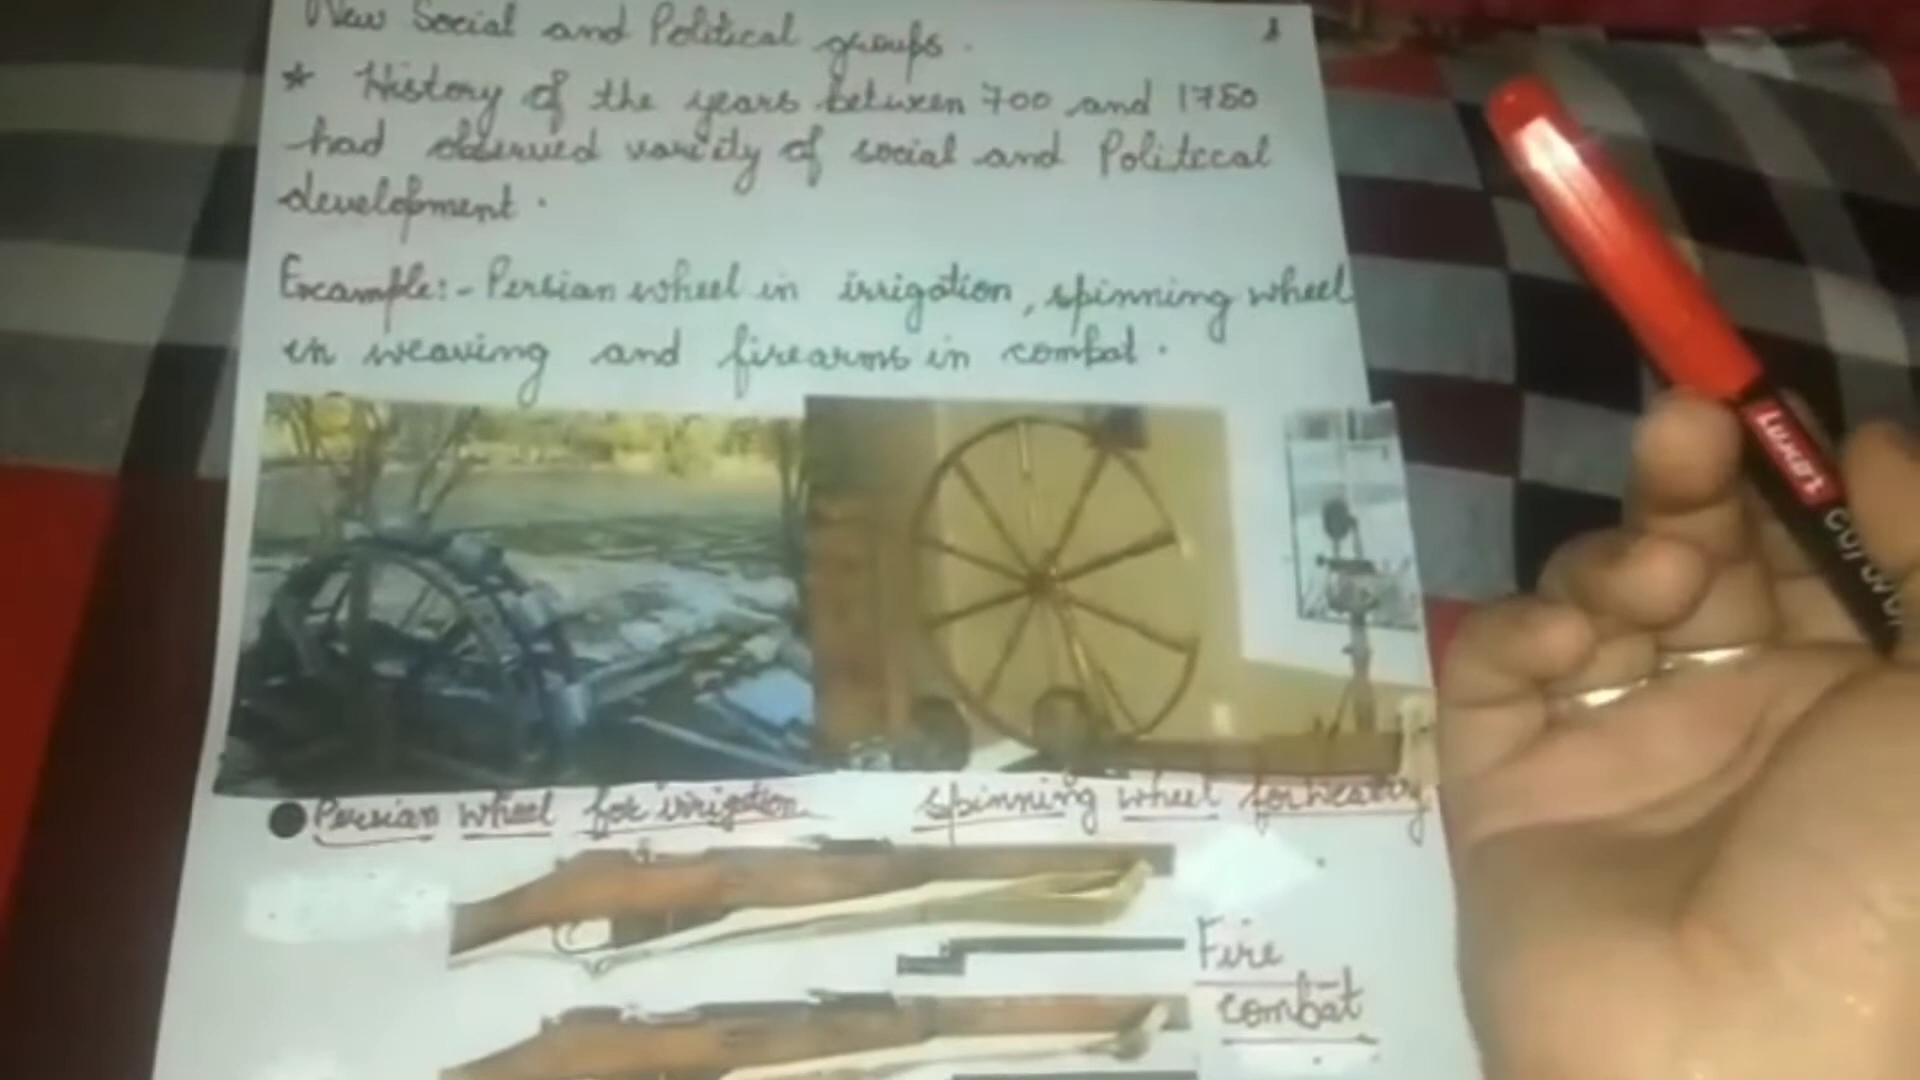 New Social and Political groups.
* History of the years between 700 and 1750
had observed variety of social and Political
development.
Example:- Persian wheel in irrigation, spinning wheel
in weaving and firearms in combat.
Persian wheel for irrigation
spinning wheel for
Fire
combat
Luxor